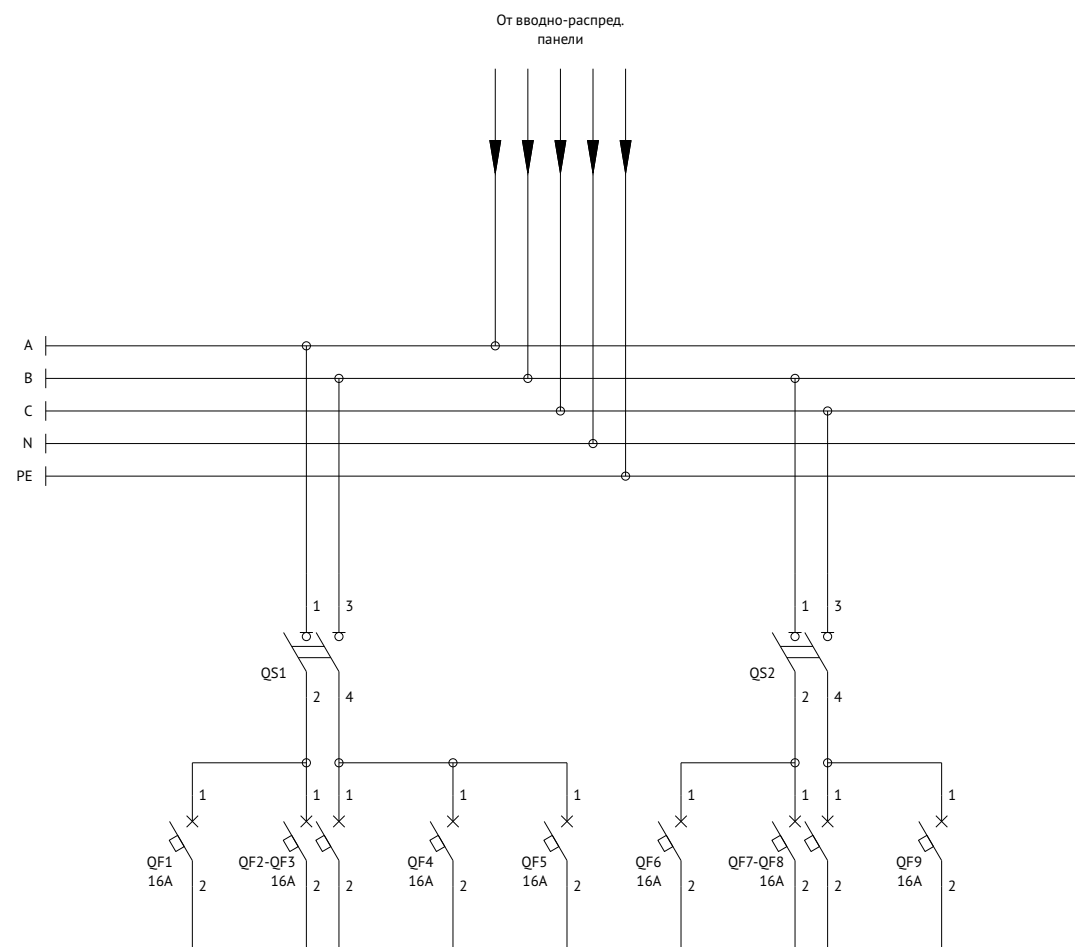 От вводно-распред.
панели
A
B
C
N
PE
1 3 1 3
QS1 QS2
2 4 2 4
1 1 1 1 1 1 1 1 1
QF1 QF2-QF3 QF4 QF5 QF6 QF7-QF8 QF9
16A 16A 16A 16A 16A 16A 16A
2 2 2 2 2 2 2 2 2